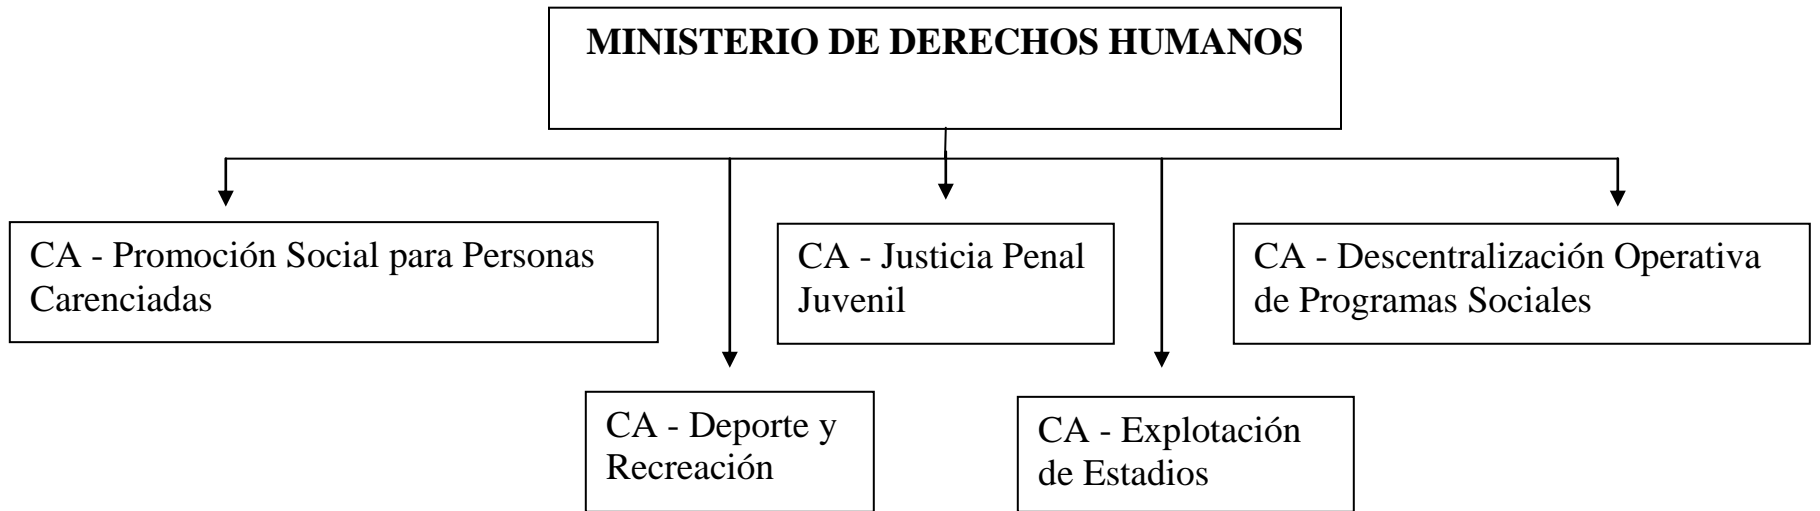 MINISTERIO DE DERECHOS HUMANOS
CA - Promoción Social para Personas
Carenciadas
CA - Justicia Penal
Juvenil
CA - Descentralización Operativa
de Programas Sociales
CA - Deporte y
Recreación
CA - Explotación
de Estadios